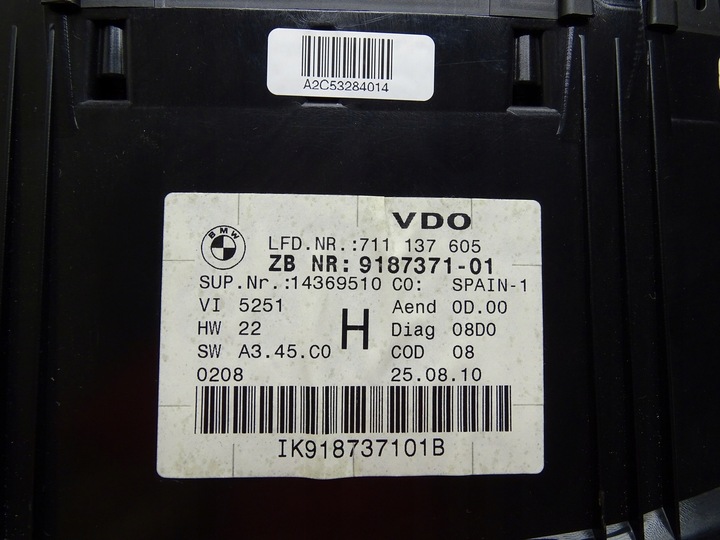 A2C53284014
BMW
VDO
LFD.NR.:711 137 605
ZB NR: 9187371-01
SUP.Nr.:14369510 CO: SPAIN-1
VI 5251 Aend 0D.00
HW 22 H Diag 08D0
SW A3.45.C0 COD 08
0208 25.08.10
IK918737101B